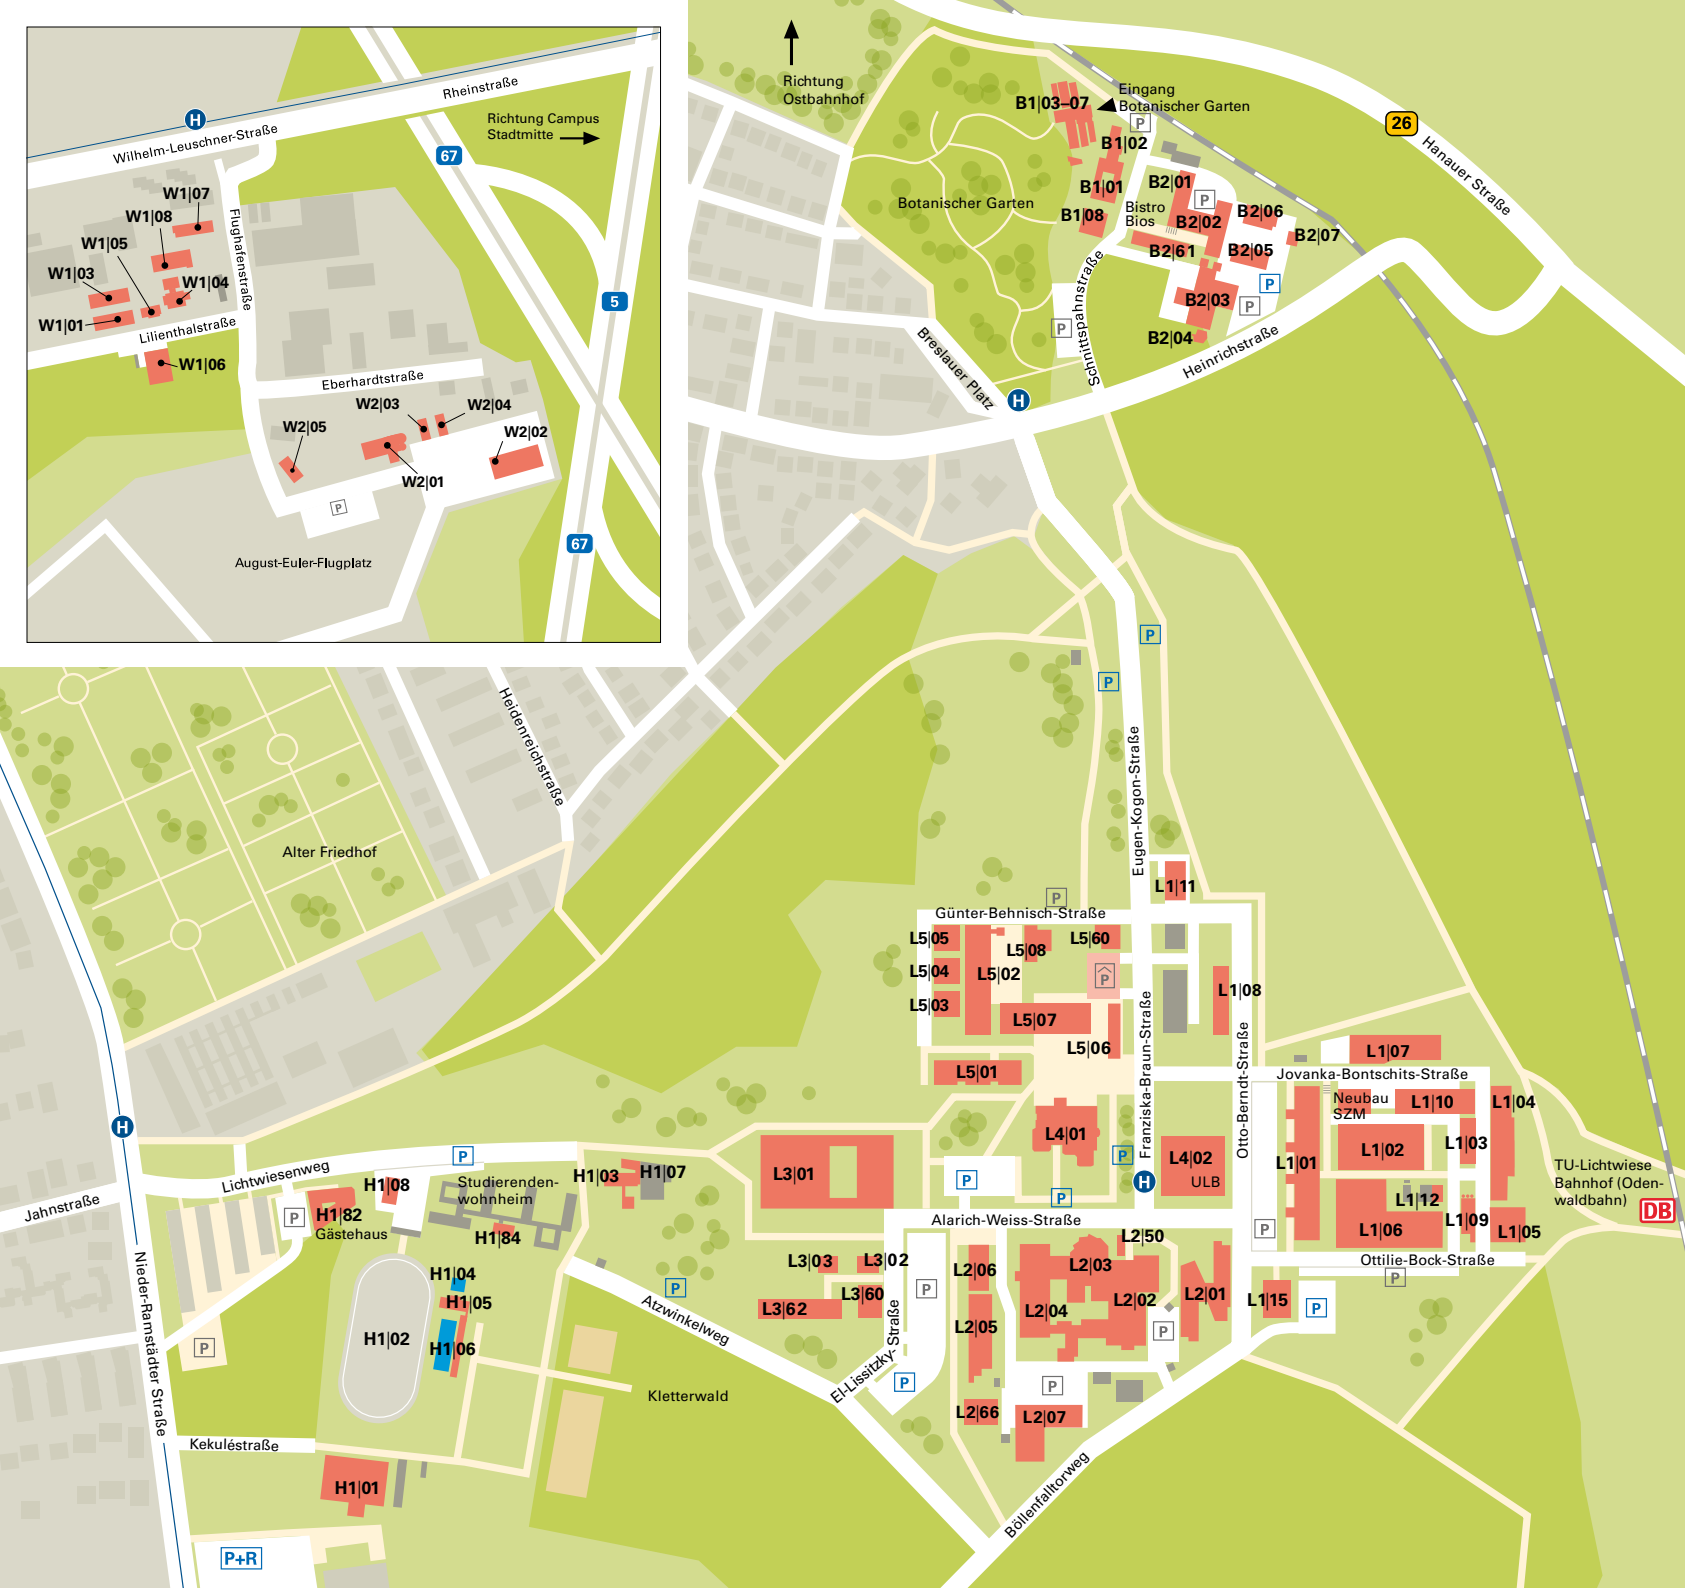 H
Rheinstraße
Wilhelm-Leuschner-Straße
Richtung Campus
Stadtmitte
67
W1|07
W1|08
W1|05
W1|03
W1|04
W1|01
Flughafenstraße
Lilienthalstraße
W1|06
5
Eberhardtstraße
W2|03
W2|04
W2|05
W2|02
W2|01
P
67
August-Euler-Flugplatz
Richtung
Ostbahnhof
Eingang
Botanischer Garten
B1|03–07
P
26
Hanauer Straße
B1|02
B1|01
B2|01
P
Botanischer Garten
B1|08
Bistro
Bios
B2|02
B2|06
B2|07
B2|61
B2|05
P
B2|03
P
P
B2|04
Schnittspahnstraße
Heinrichstraße
Breslauer Platz
H
P
P
Heidenreichstraße
Eugen-Kogon-Straße
Alter Friedhof
L1|11
P
Günter-Behnisch-Straße
L5|05
L5|08
L5|60
L5|04
L5|02
P
L5|03
L1|08
L5|07
L5|06
L5|01
Franziska-Braun-Straße
Otto-Berndt-Straße
L1|07
Jovanka-Bontschits-Straße
Neubau
SZM
L1|10
L1|04
H
L4|01
L1|03
L1|02
L1|01
P
L4|02
ULB
H
TU-Lichtwiese
Bahnhof (Oden-
waldbahn)
DB
P
Lichtwiesenweg
H1|08
Studierenden-
wohnheim
H1|03
H1|07
L3|01
P
P
L1|12
Jahnstraße
P
H1|82
Gästehaus
H1|84
Alarich-Weiss-Straße
P
L1|06
L1|09
L1|05
L2|50
Ottilie-Bock-Straße
P
Nieder-Ramstädter Straße
H1|04
H1|05
H1|02
H1|06
P
P
Atzwinkelweg
L3|03
L3|02
L3|60
L3|62
P
L2|06
L2|03
L2|04
L2|02
L2|01
L1|15
P
L2|05
P
El-Lissitzky-Straße
P
P
Kletterwald
L2|66
L2|07
Kekuléstraße
H1|01
Böllenfalltorweg
P+R